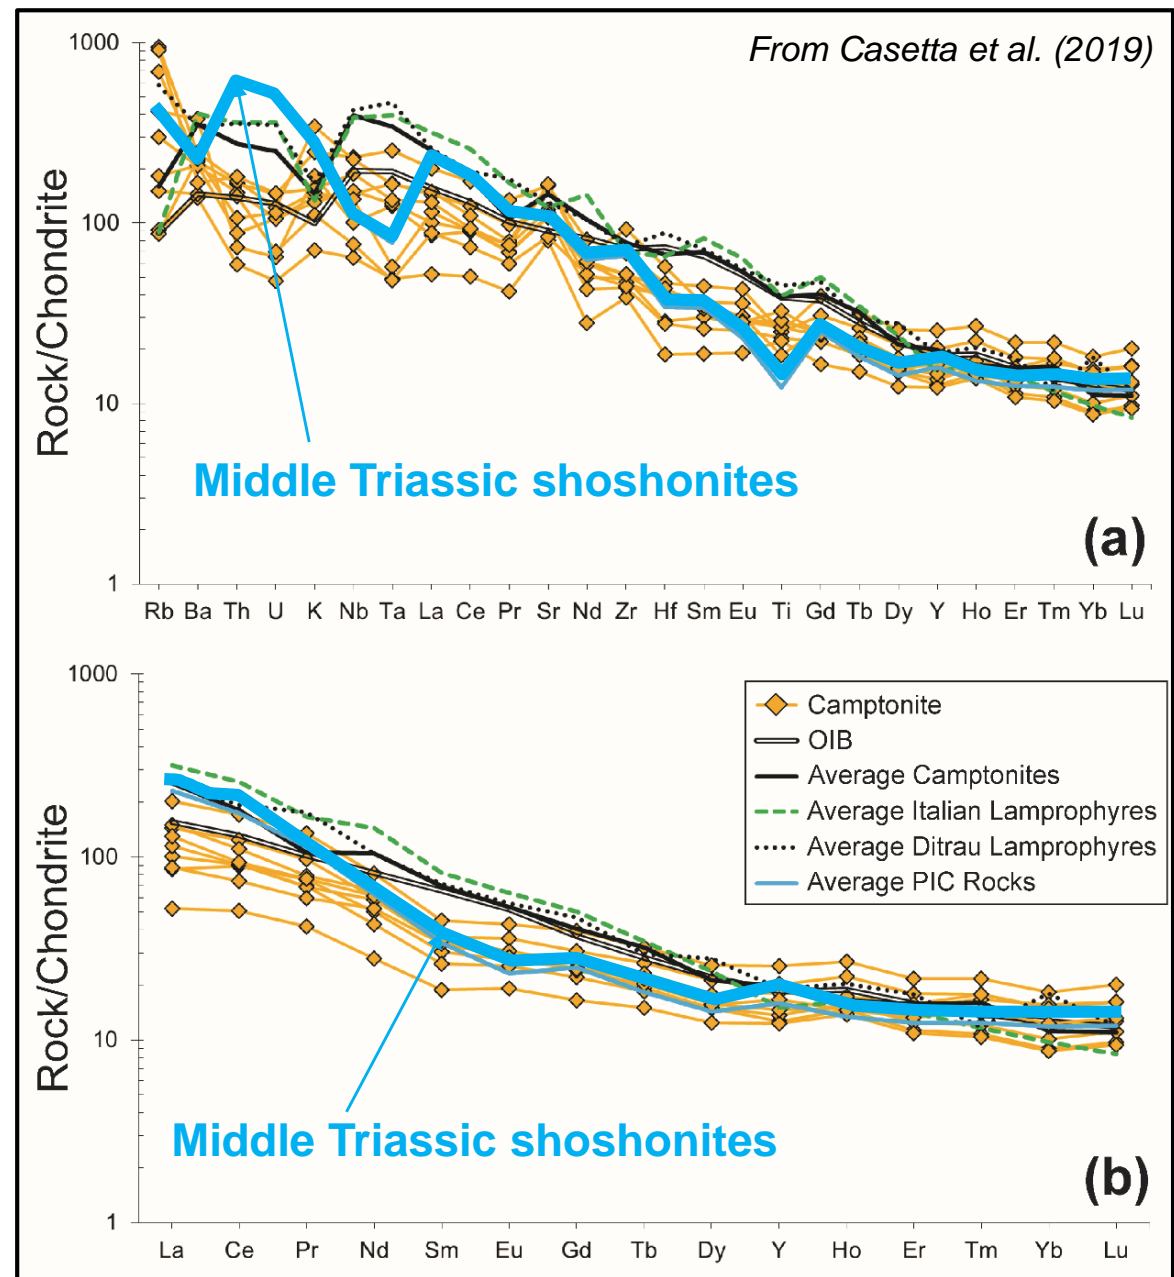 From Casetta et al. (2019)
1000
100
10
1
Rock/Chondrite
Middle Triassic shoshonites
(a)
Rb Ba Th U K Nb Ta La Ce Pr Sr Nd Zr Hf Sm Eu Ti Gd Tb Dy Y Ho Er Tm Yb Lu
1000
100
10
1
Rock/Chondrite
Camptonite
OIB
Average Camptonites
Average Italian Lamprophyres
Average Ditrau Lamprophyres
Average PIC Rocks
Middle Triassic shoshonites
(b)
La Ce Pr Nd Sm Eu Gd Tb Dy Y Ho Er Tm Yb Lu